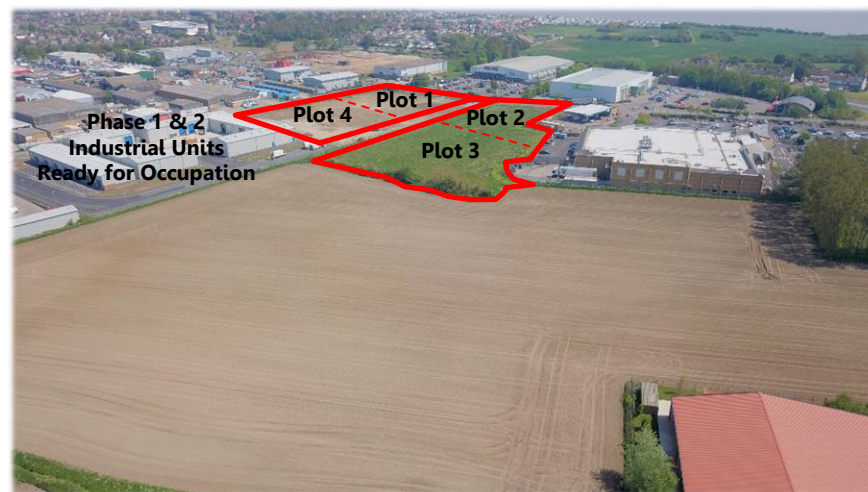 Plot 1
Plot 4
Plot 2
Phase 1 & 2
Industrial Units
Ready for Occupation
Plot 3